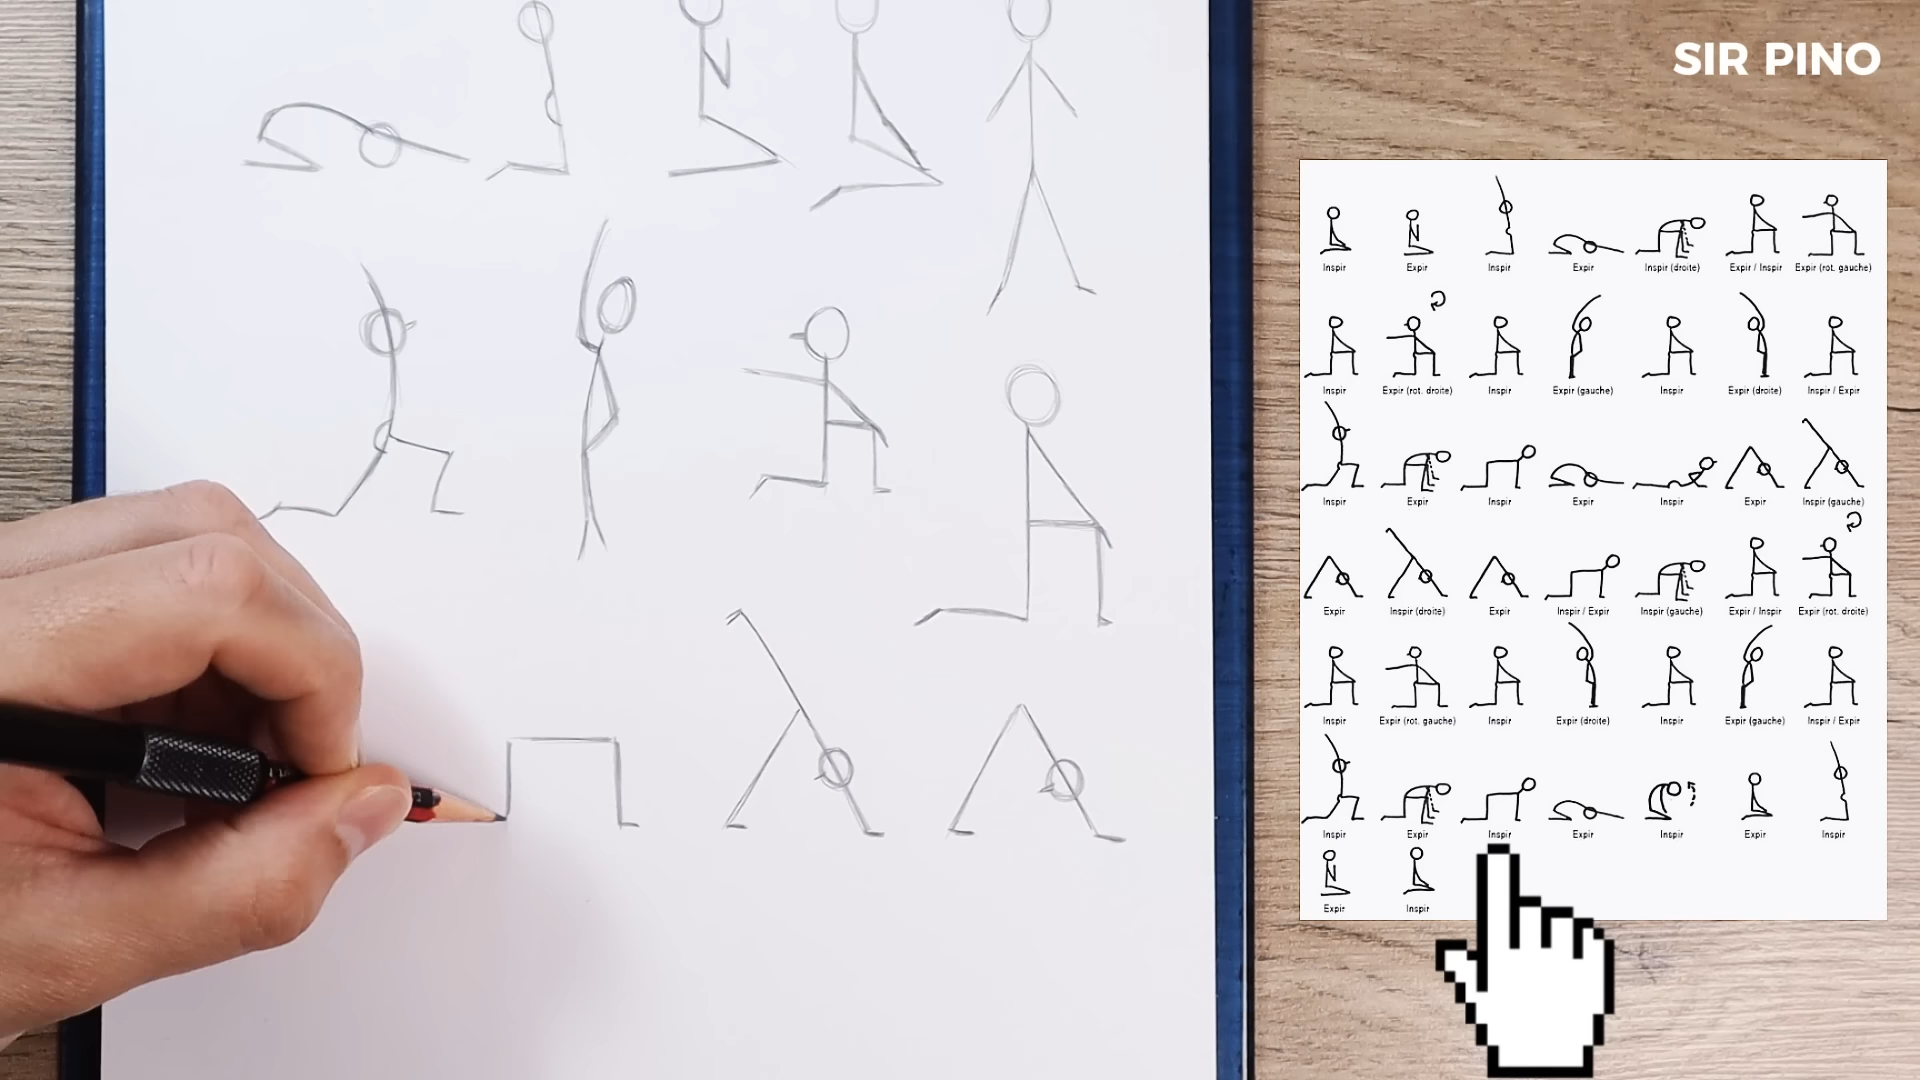 SIR PINO
Inspir Expir Inspir Expir Inspir (droite) Expir / Inspir Expir (rot. gauche)
Inspir Expir (rot. droite) Inspir Expir (gauche) Inspir Expir (droite) Inspir / Expir
Inspir Expir Inspir Expir Inspir Expir Inspir (gauche)
Expir Inspir (droite) Expir Inspir / Expir Inspir (gauche) Expir / Inspir Expir (rot. droite)
Inspir Expir (rot. gauche) Inspir Expir (droite) Inspir Expir (gauche) Inspir / Expir
Inspir Expir Inspir Expir Inspir Expir Inspir
Expir Inspir